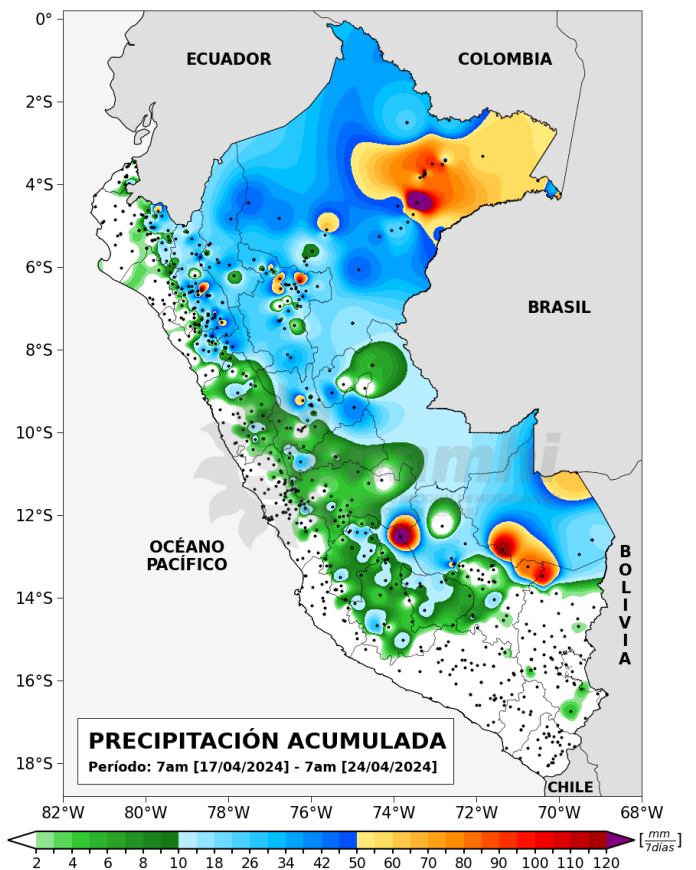 0°
2°S
4°S
6°S
8°S
10°S
12°S
14°S
16°S
18°S
ECUADOR
COLOMBIA
BRASIL
OCÉANO
PACÍFICO
B
O
L
I
V
I
A
CHILE
PRECIPITACIÓN ACUMULADA
Período: 7am [17/04/2024] - 7am [24/04/2024]
82°W 80°W 78°W 76°W 74°W 72°W 70°W 68°W
2 4 6 8 10 18 26 34 42 50 60 70 80 90 100 110 120
[mm
7días]